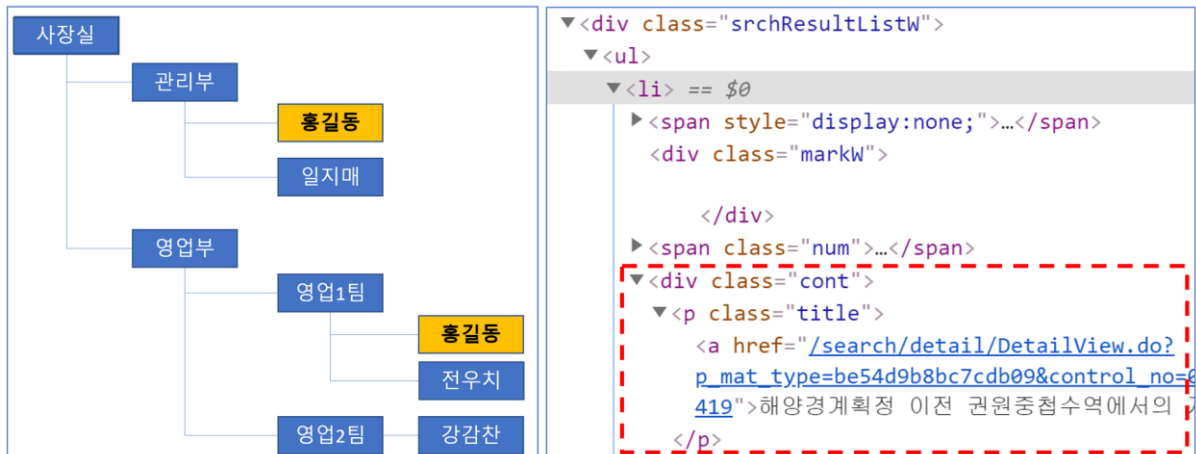 사장실
관리부
홍길동
일지매
영업부
영업1팀
홍길동
전우치
영업2팀
강감찬
▼<div class="srchResultListW">
▼<ul>
▼<li> == $0
▶<span style="display:none;">…</span>
<div class="markW">
</div>
▶<span class="num">…</span>
▼<div class="cont">
▼<p class="title">
<a href="/search/detail/DetailView.do?
p_mat_type=be54d9b8bc7cdb09&control_no=
419">해양경계획정 이전 권원중첩수역에서의
</p>